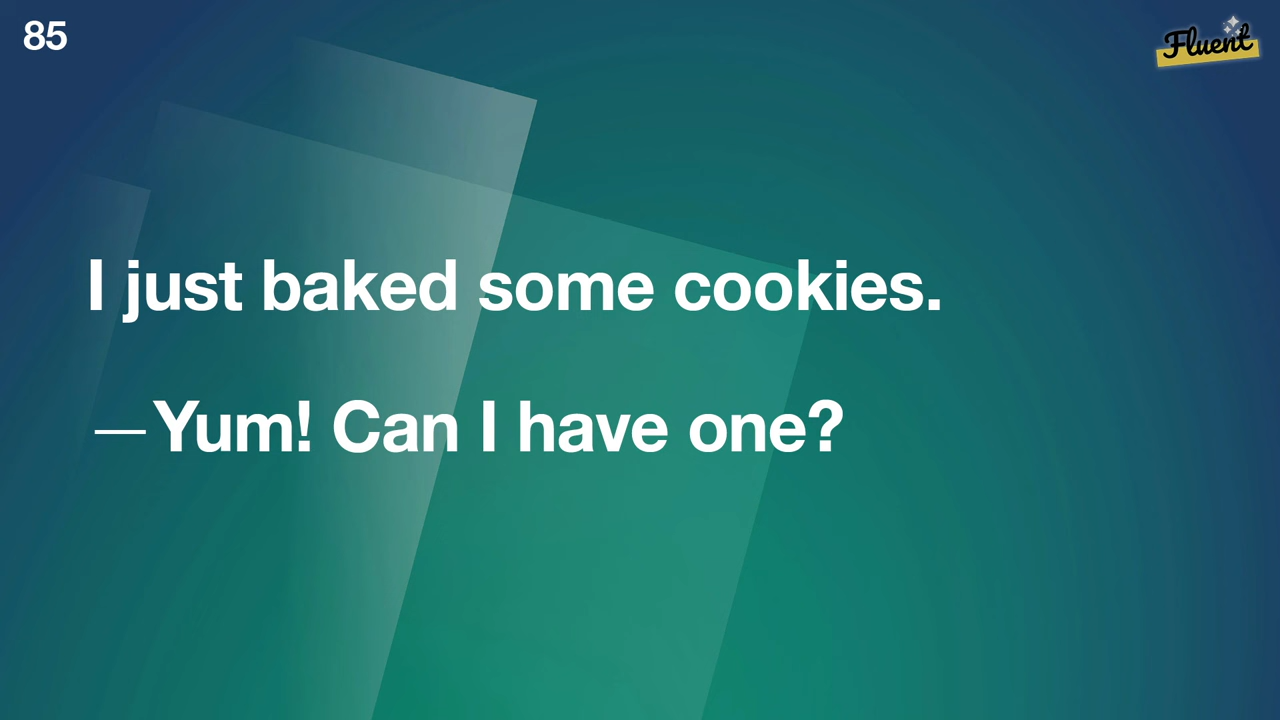 85
Fluent
I just baked some cookies.
—Yum! Can I have one?